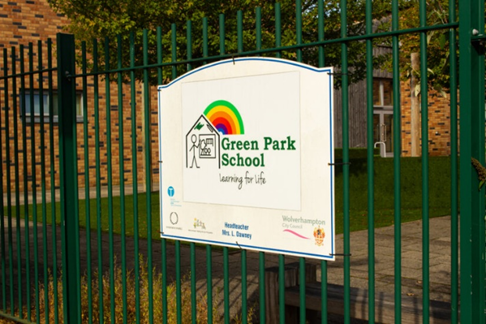 Green Park
School
learning for life
Headteacher
Mrs. L. Downey
Wolverhampton
City Council